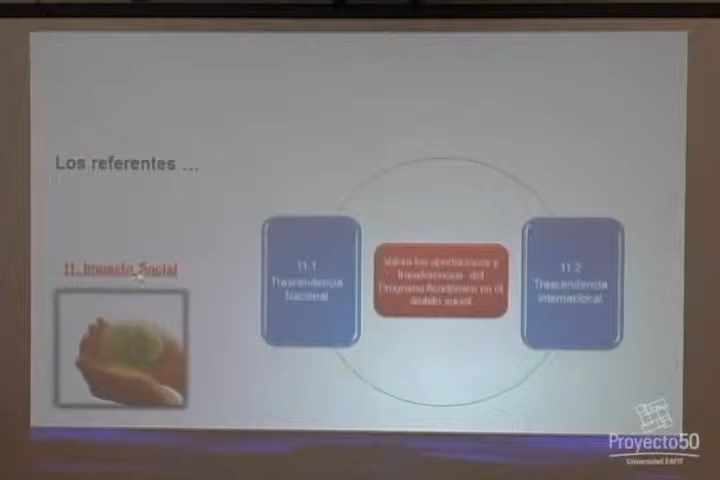 Los referentes ...
11. Impacto Social
11.1
Trascendencia
Nacional
Valora las aportaciones y
transferencias del
Programa Académico en el
ámbito social.
11.2
Trascendencia
Internacional
Proyecto50
Universidad EAFIT